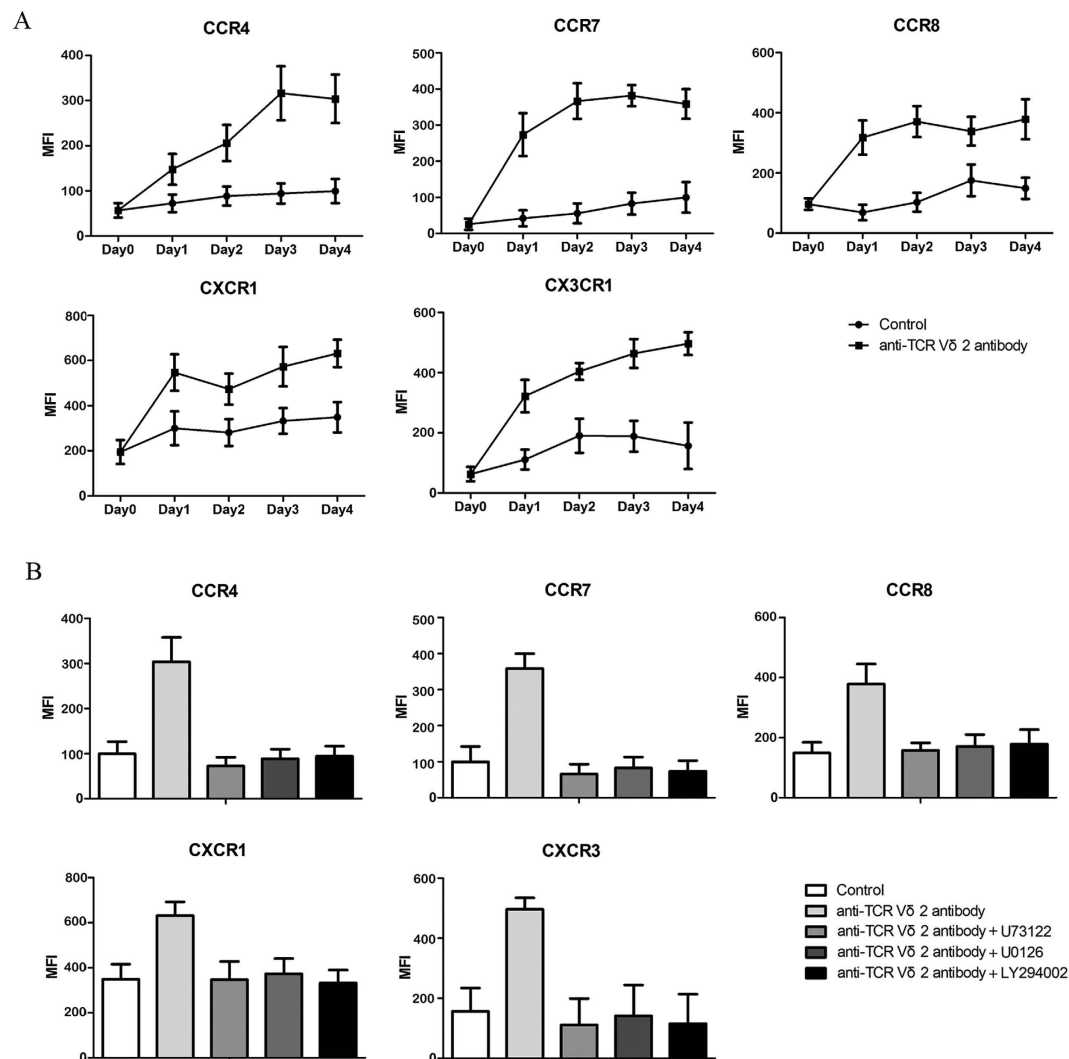 A
CCR4
MFI
400
300
200
100
0
Day0 Day1 Day2 Day3 Day4
CCR7
MFI
500
400
300
200
100
0
Day0 Day1 Day2 Day3 Day4
CCR8
MFI
600
400
200
0
Day0 Day1 Day2 Day3 Day4
CXCR1
MFI
800
600
400
200
0
Day0 Day1 Day2 Day3 Day4
CX3CR1
MFI
600
400
200
0
Day0 Day1 Day2 Day3 Day4
Control
anti-TCR Vδ 2 antibody
B
CCR4
MFI
400
300
200
100
0
CCR7
MFI
500
400
300
200
100
0
CCR8
MFI
600
400
200
0
CXCR1
MFI
800
600
400
200
0
CXCR3
MFI
600
400
200
0
Control
anti-TCR Vδ 2 antibody
anti-TCR Vδ 2 antibody + U73122
anti-TCR Vδ 2 antibody + U0126
anti-TCR Vδ 2 antibody + LY294002